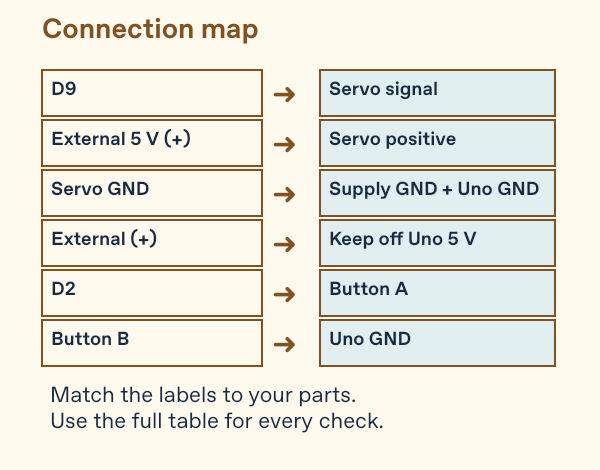 Connection map
D9 → Servo signal
External 5 V (+) → Servo positive
Servo GND → Supply GND + Uno GND
External (+) → Keep off Uno 5 V
D2 → Button A
Button B → Uno GND
Match the labels to your parts.
Use the full table for every check.